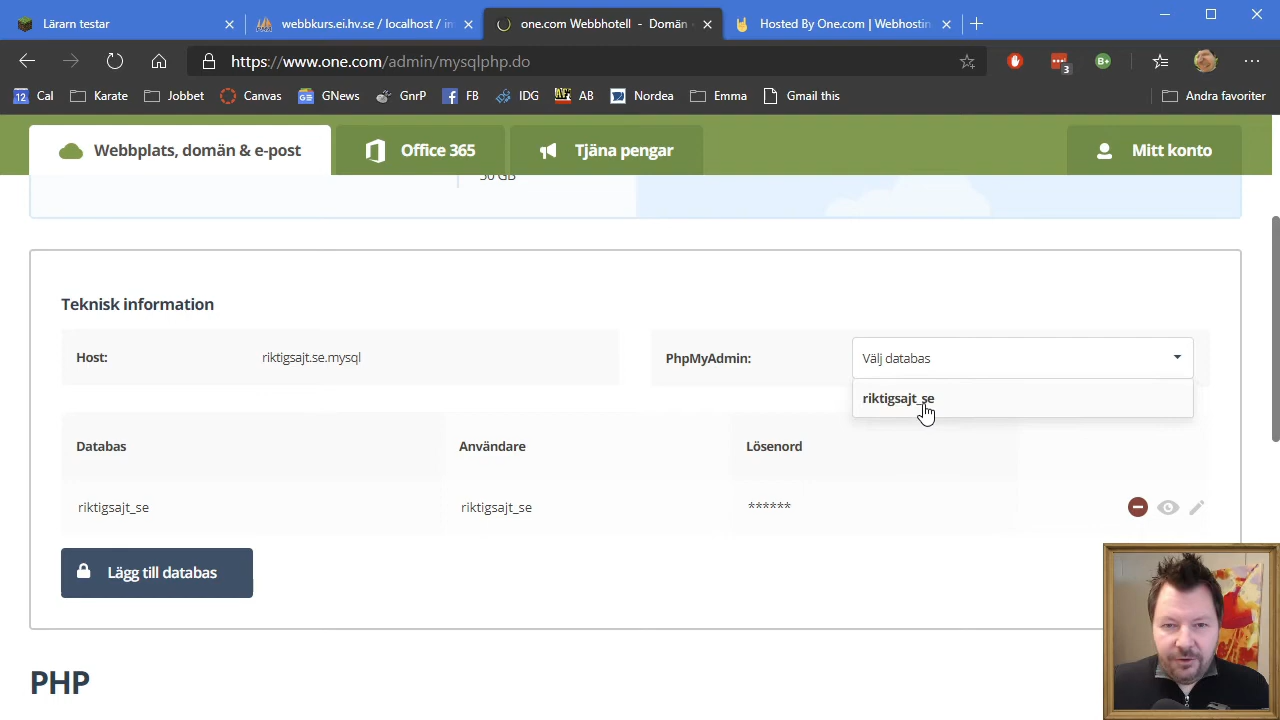 Lärarn testar
webbkurs.ei.hv.se / localhost / in
one.com Webbhotell - Domän
Hosted By One.com | Webhosting
https://www.one.com/admin/mysqlphp.do
3
B+
Cal
Karate
Jobbet
Canvas
GNews
GnrP
FB
IDG
AB
Nordea
Emma
Gmail this
Andra favoriter
Webbplats, domän & e-post
Office 365
Tjäna pengar
Mitt konto
50 GB
Teknisk information
Host:
riktigsajt.se.mysql
PhpMyAdmin:
Välj databas
riktigsajt_se
Databas
Användare
Lösenord
riktigsajt_se
riktigsajt_se
******
Lägg till databas
PHP